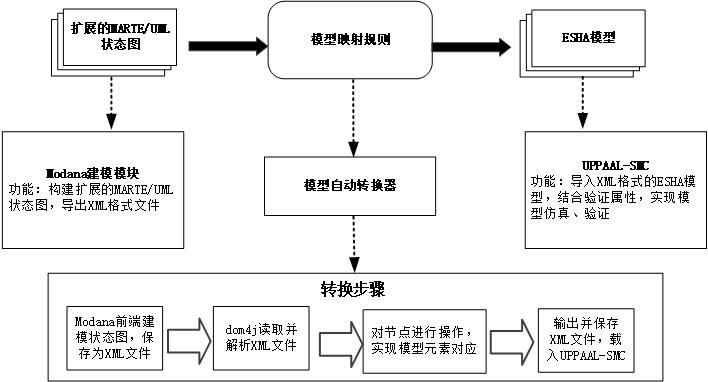 扩展的MARTE/UML
状态图
模型映射规则
ESHA模型
Modana建模模块
功能：构建扩展的MARTE/UML
状态图，导出XML格式文件
模型自动转换器
UPPAAL-SMC
功能：导入XML格式的ESHA模
型，结合验证属性，实现模
型仿真、验证
转换步骤
Modana前端建
模状态图，保
存为XML文件
dom4j读取并
解析XML文件
对节点进行操作，
实现模型元素对应
输出并保存
XML文件，载
入UPPAAL-SMC